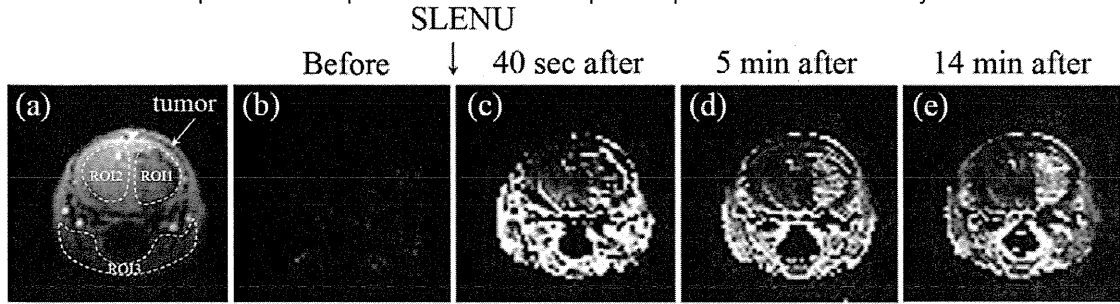 SLENU
Before ↓ 40 sec after 5 min after 14 min after
(a) tumor (b) (c) (d) (e)
ROI2 ROI1
ROI3